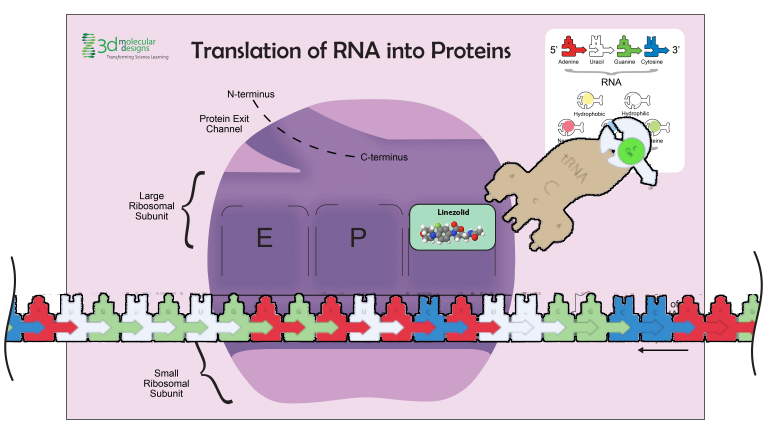 3d molecular
designs
Transforming Science Learning
Translation of RNA into Proteins
5'
3'
Adenine
Uracil
Guanine
Cytosine
RNA
Hydrophobic
Hydrophilic
N-terminus
Protein Exit
Channel
C-terminus
Large
Ribosomal
Subunit
tRNA
C
E
P
Linezolid
of
Small
Ribosomal
Subunit